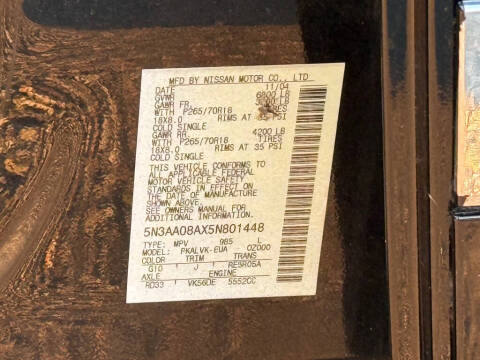 MFD BY NISSAN MOTOR CO., LTD
DATE 11/04
GVWR 6800 LB
GAWR FR. LB
WITH P265/70R18
18X8.0 RIMS AT 35 PSI
COLD SINGLE
GAWR RR. 4200 LB
WITH P265/70R18 TIRES
18X8.0 RIMS AT 35 PSI
COLD SINGLE
THIS VEHICLE CONFORMS TO
ALL APPLICABLE FEDERAL
MOTOR VEHICLE SAFETY
STANDARDS IN EFFECT ON
THE DATE OF MANUFACTURE
SHOWN ABOVE.
SEE OWNERS MANUAL FOR
ADDITIONAL INFORMATION.
5N3AA08AX5N801448
TYPE: MPV 985 L
MODEL: PKALVK-EUA 0Z000
COLOR TRIM TRANS
G10 J RE5R05A
AXLE ENGINE
RD33 VK56DE 5552CC